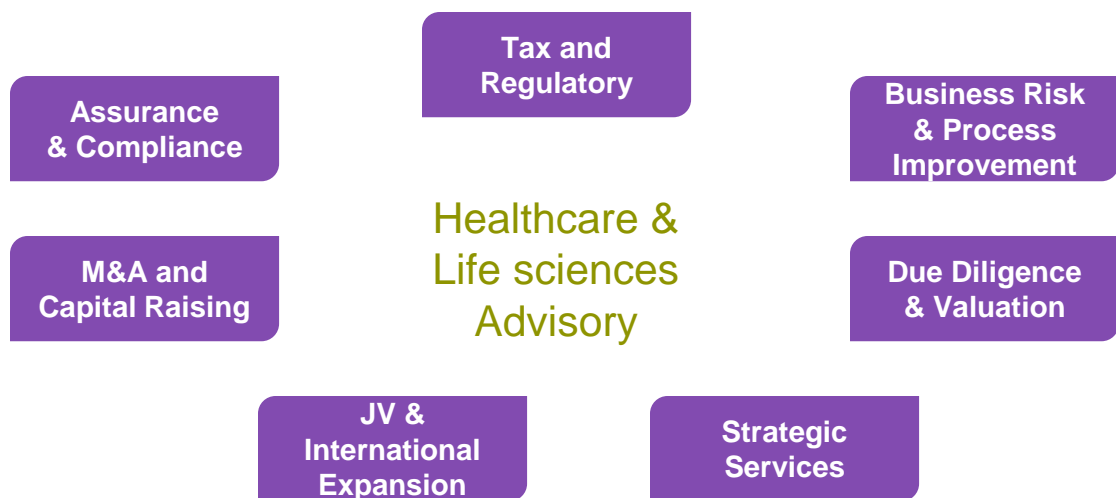 Tax and
Regulatory
Assurance
& Compliance
Business Risk
& Process
Improvement
Healthcare &
Life sciences
Advisory
M&A and
Capital Raising
Due Diligence
& Valuation
JV &
International
Expansion
Strategic
Services